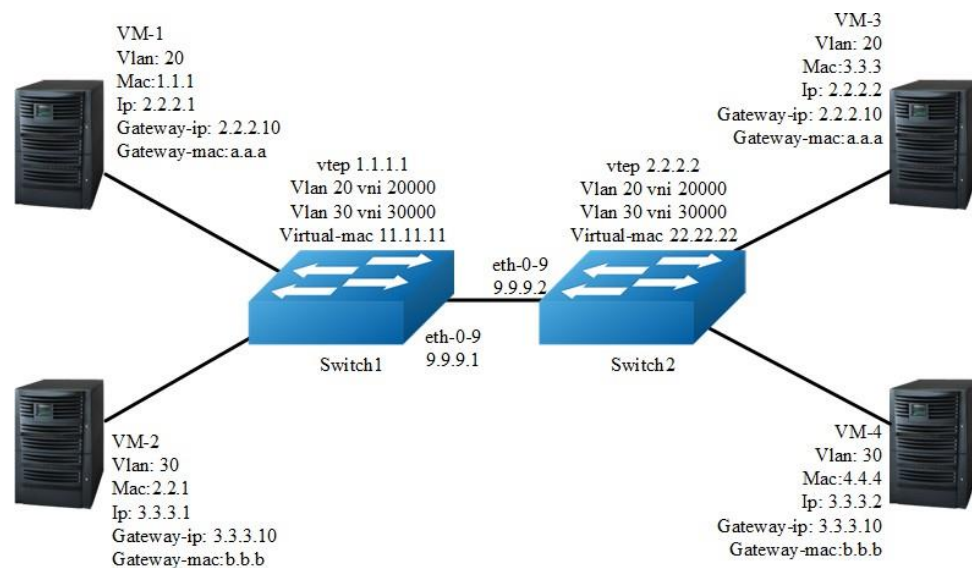 VM-1
Vlan: 20
Mac:1.1.1
Ip: 2.2.2.1
Gateway-ip: 2.2.2.10
Gateway-mac:a.a.a
VM-3
Vlan: 20
Mac:3.3.3
Ip: 2.2.2.2
Gateway-ip: 2.2.2.10
Gateway-mac:a.a.a
vtep 1.1.1.1
Vlan 20 vni 20000
Vlan 30 vni 30000
Virtual-mac 11.11.11
vtep 2.2.2.2
Vlan 20 vni 20000
Vlan 30 vni 30000
Virtual-mac 22.22.22
eth-0-9
9.9.9.2
eth-0-9
9.9.9.1
Switch1
Switch2
VM-2
Vlan: 30
Mac:2.2.1
Ip: 3.3.3.1
Gateway-ip: 3.3.3.10
Gateway-mac:b.b.b
VM-4
Vlan: 30
Mac:4.4.4
Ip: 3.3.3.2
Gateway-ip: 3.3.3.10
Gateway-mac:b.b.b